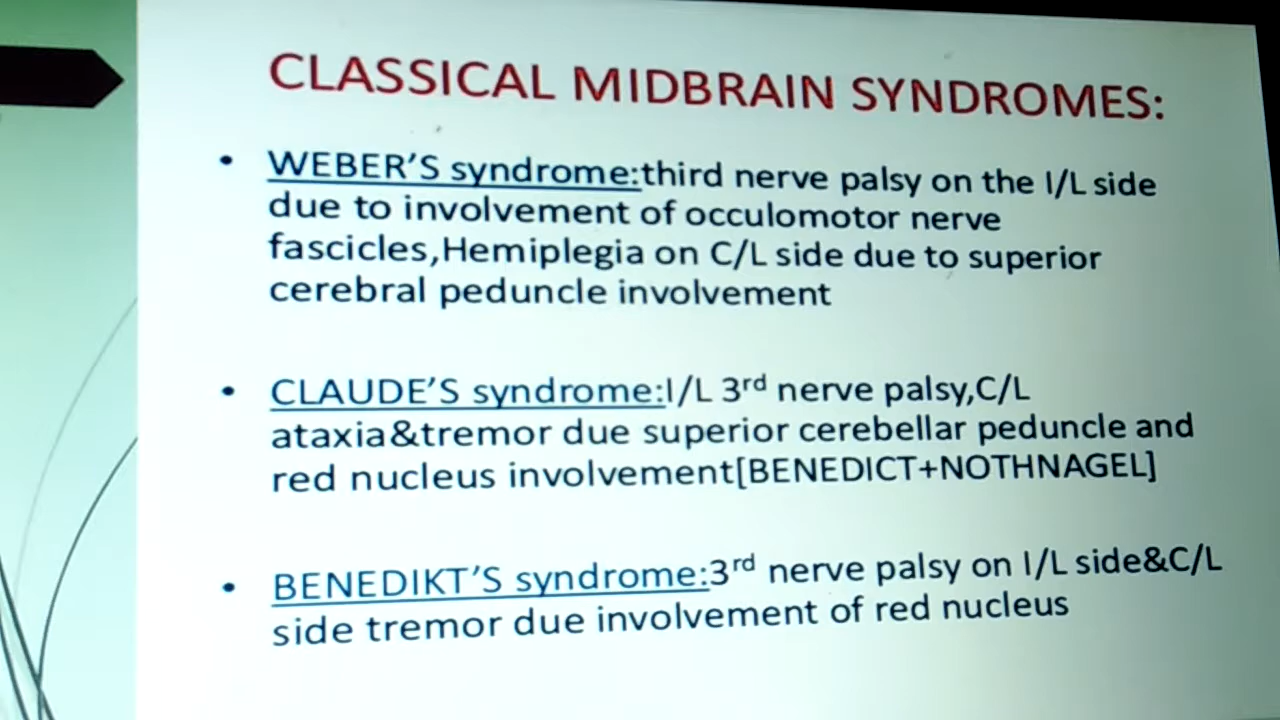 CLASSICAL MIDBRAIN SYNDROMES:
• WEBER'S syndrome:third nerve palsy on the I/L side
due to involvement of occulomotor nerve
fascicles,Hemiplegia on C/L side due to superior
cerebral peduncle involvement
• CLAUDE'S syndrome:I/L 3rd nerve palsy,C/L
ataxia&tremor due superior cerebellar peduncle and
red nucleus involvement[BENEDICT+NOTHNAGEL]
• BENEDIKT'S syndrome:3rd nerve palsy on I/L side&C/L
side tremor due involvement of red nucleus